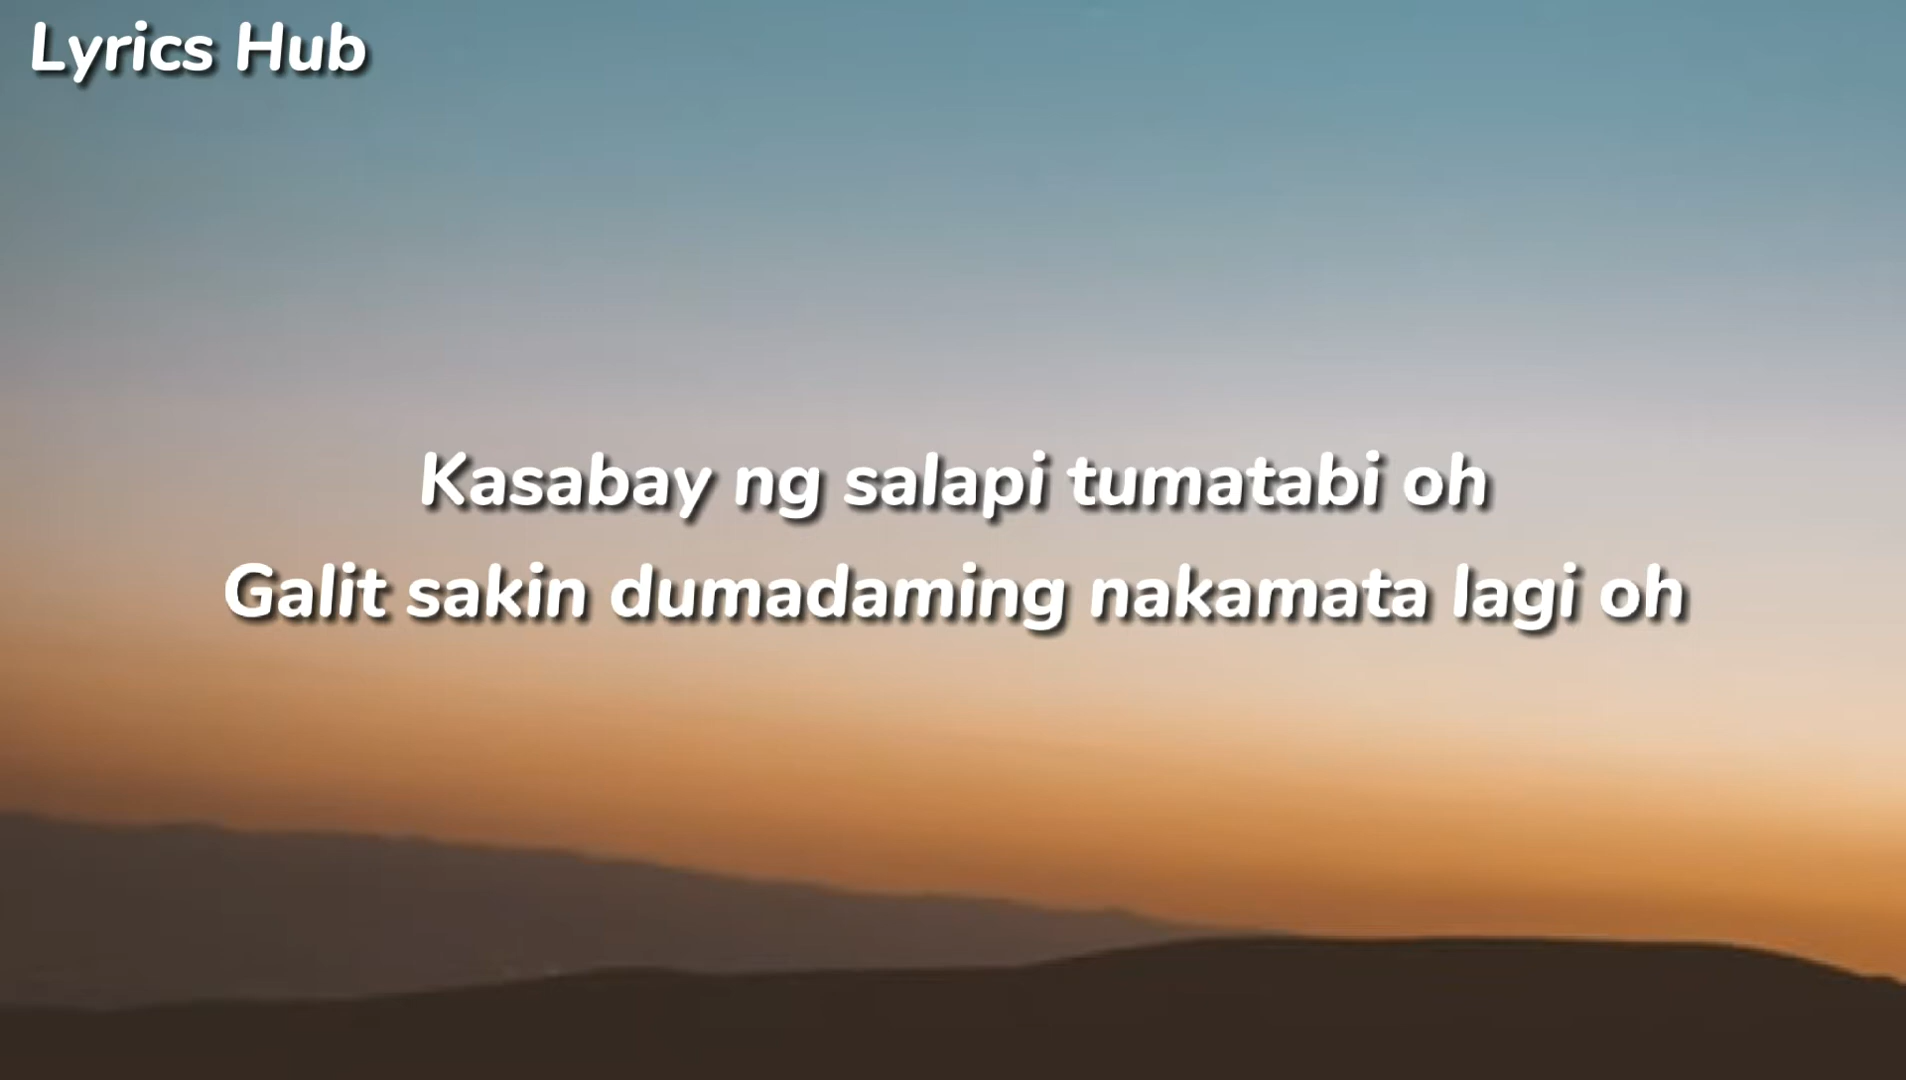 Lyrics Hub
Kasabay ng salapi tumatabi oh
Galit sakin dumadaming nakamata lagi oh